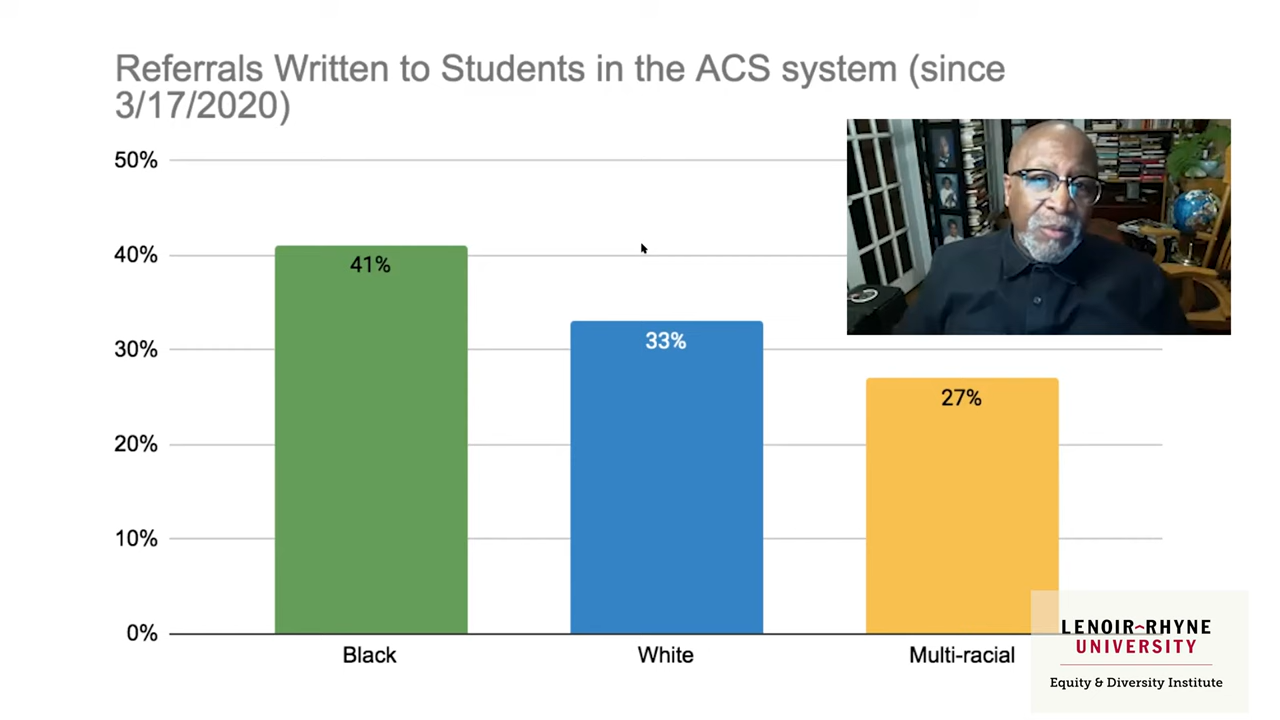 Referrals Written to Students in the ACS system (since
3/17/2020)
50%
40%
30%
20%
10%
0%
41%
33%
27%
Black
White
Multi-racial
LENOIR-RHYNE
UNIVERSITY
Equity & Diversity Institute